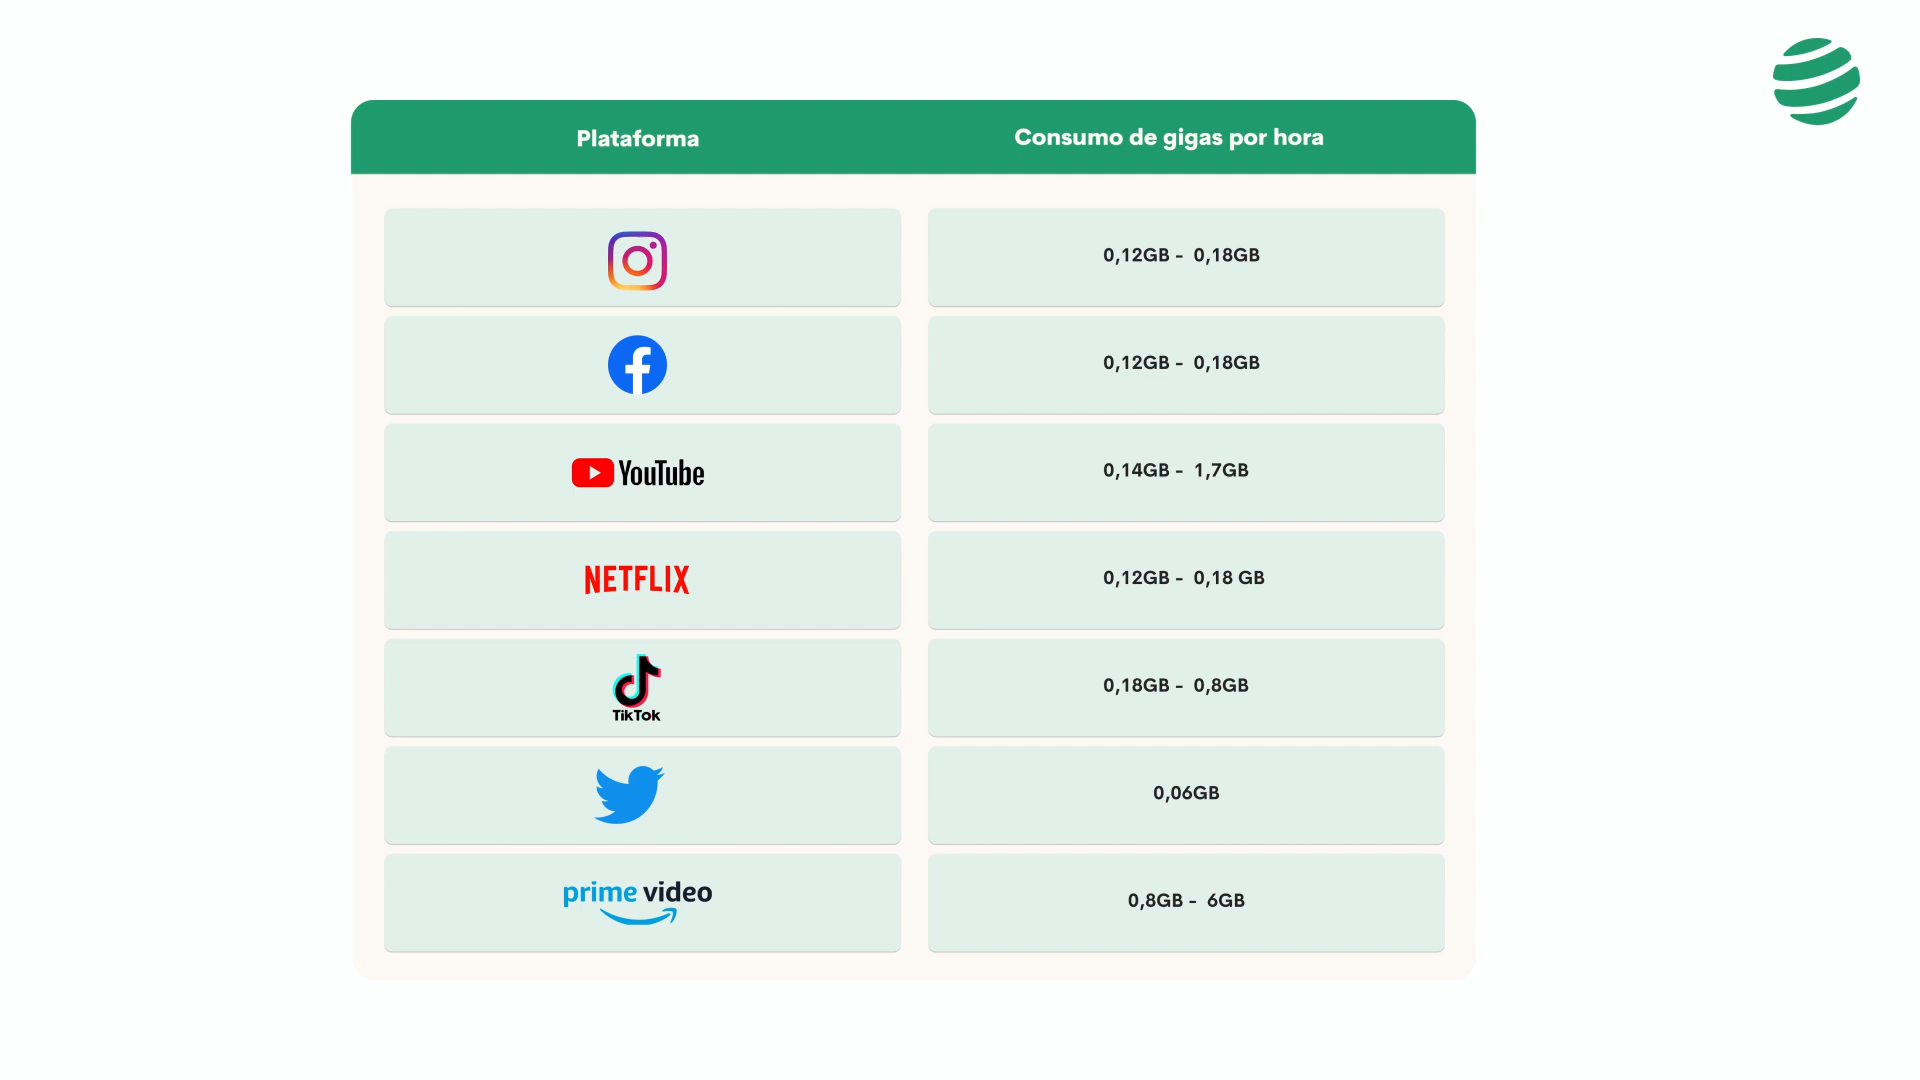 Plataforma Consumo de gigas por hora
0,12GB - 0,18GB
0,12GB - 0,18GB
YouTube 0,14GB - 1,7GB
NETFLIX 0,12GB - 0,18 GB
TikTok 0,18GB - 0,8GB
0,06GB
prime video 0,8GB - 6GB